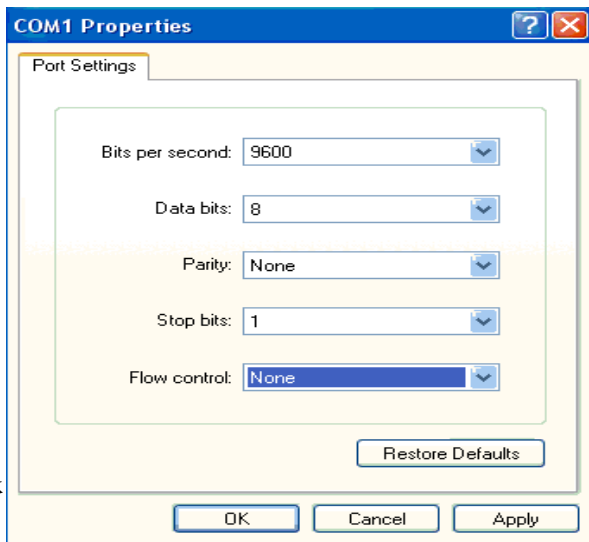 COM1 Properties
Port Settings
Bits per second: 9600
Data bits: 8
Parity: None
Stop bits: 1
Flow control: None
Restore Defaults
OK Cancel Apply